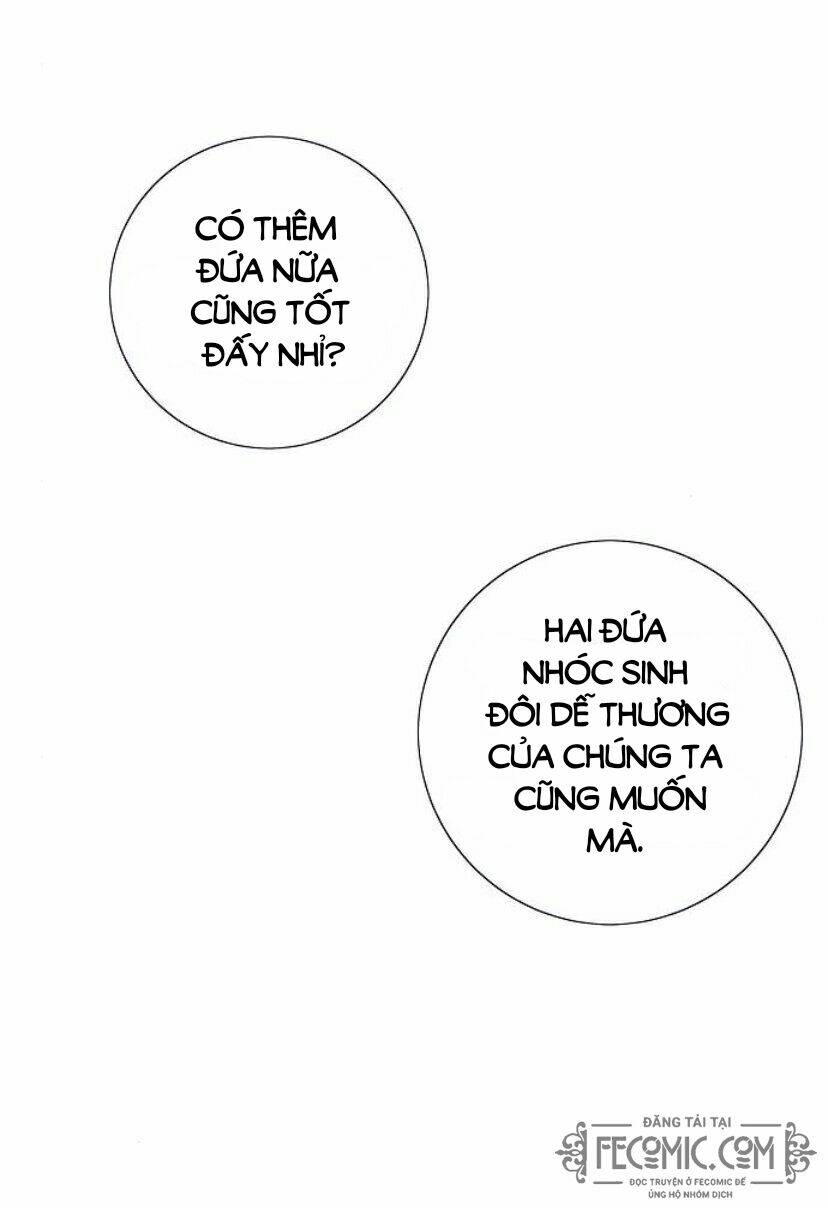 CÓ THÊM
ĐỨA NỮA
CŨNG TỐT
ĐẤY NHỈ?
HAI ĐỨA
NHÓC SINH
ĐÔI DỄ THƯƠNG
CỦA CHÚNG TA
CŨNG MUỐN
MÀ.
ĐĂNG TẢI TẠI
FECOMIC.COM
ĐỌC TRUYỆN Ở FECOMIC ĐỂ
ỦNG HỘ NHÓM DỊCH